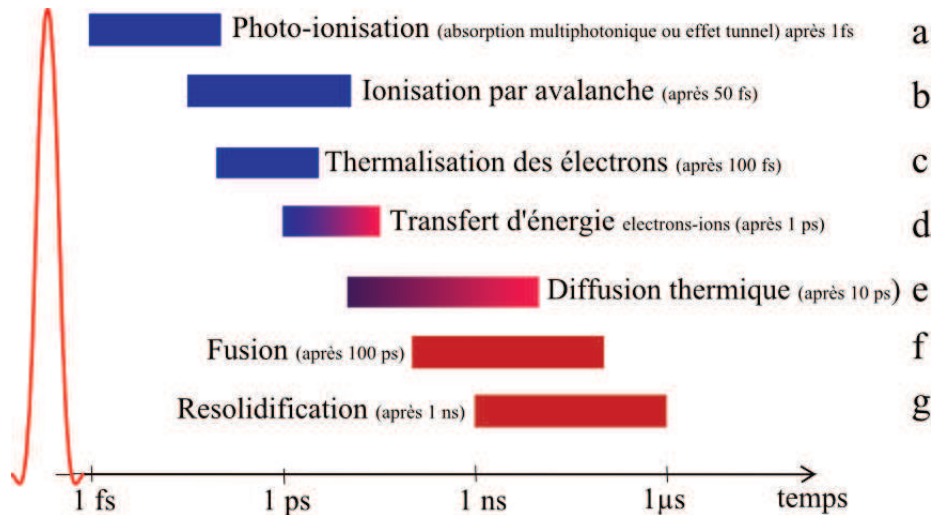 Photo-ionisation (absorption multiphotonique ou effet tunnel) après 1fs a
Ionisation par avalanche (après 50 fs) b
Thermalisation des électrons (après 100 fs) c
Transfert d'énergie electrons-ions (après 1 ps) d
Diffusion thermique (après 10 ps) e
Fusion (après 100 ps) f
Resolidification (après 1 ns) g
1 fs 1 ps 1 ns 1µs temps